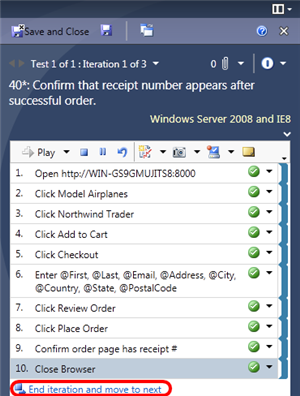 Save and Close
Test 1 of 1 : Iteration 1 of 3
0
40*: Confirm that receipt number appears after
successful order.
Windows Server 2008 and IE8
Play
1. Open http://WIN-GS9GMUJITS8:8000
2. Click Model Airplanes
3. Click Northwind Trader
4. Click Add to Cart
5. Click Checkout
6. Enter @First, @Last, @Email, @Address, @City,
@Country, @State, @PostalCode
7. Click Review Order
8. Click Place Order
9. Confirm order page has receipt #
10. Close Browser
End iteration and move to next